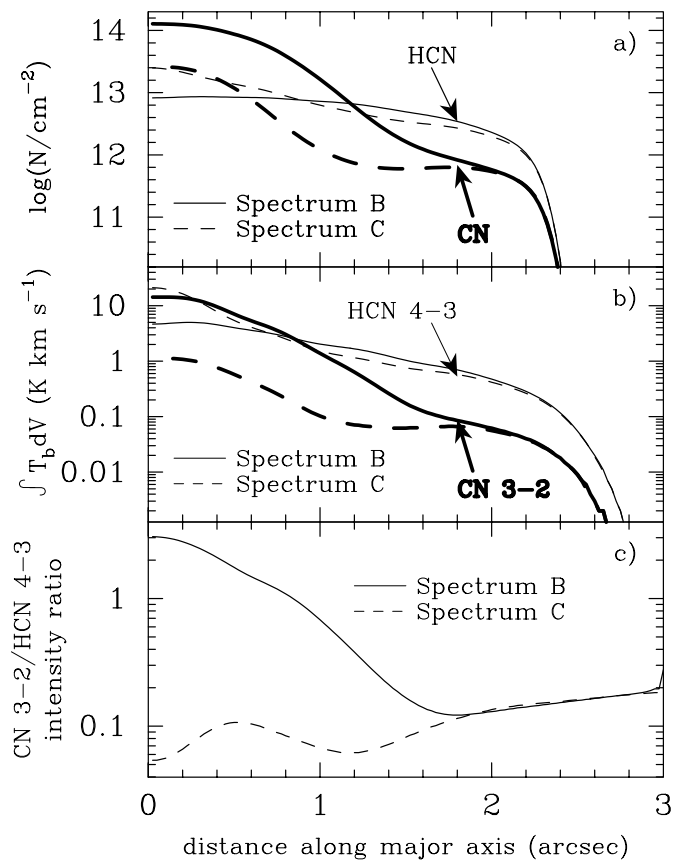 a)
14
HCN
13
log(N/cm⁻²)
12
Spectrum B
Spectrum C
CN
11
b)
10
HCN 4−3
1
∫ T_b dV (K km s⁻¹)
0.1
Spectrum B
Spectrum C
CN 3−2
0.01
c)
Spectrum B
Spectrum C
1
CN 3−2/HCN 4−3
intensity ratio
0.1
0 1 2 3
distance along major axis (arcsec)